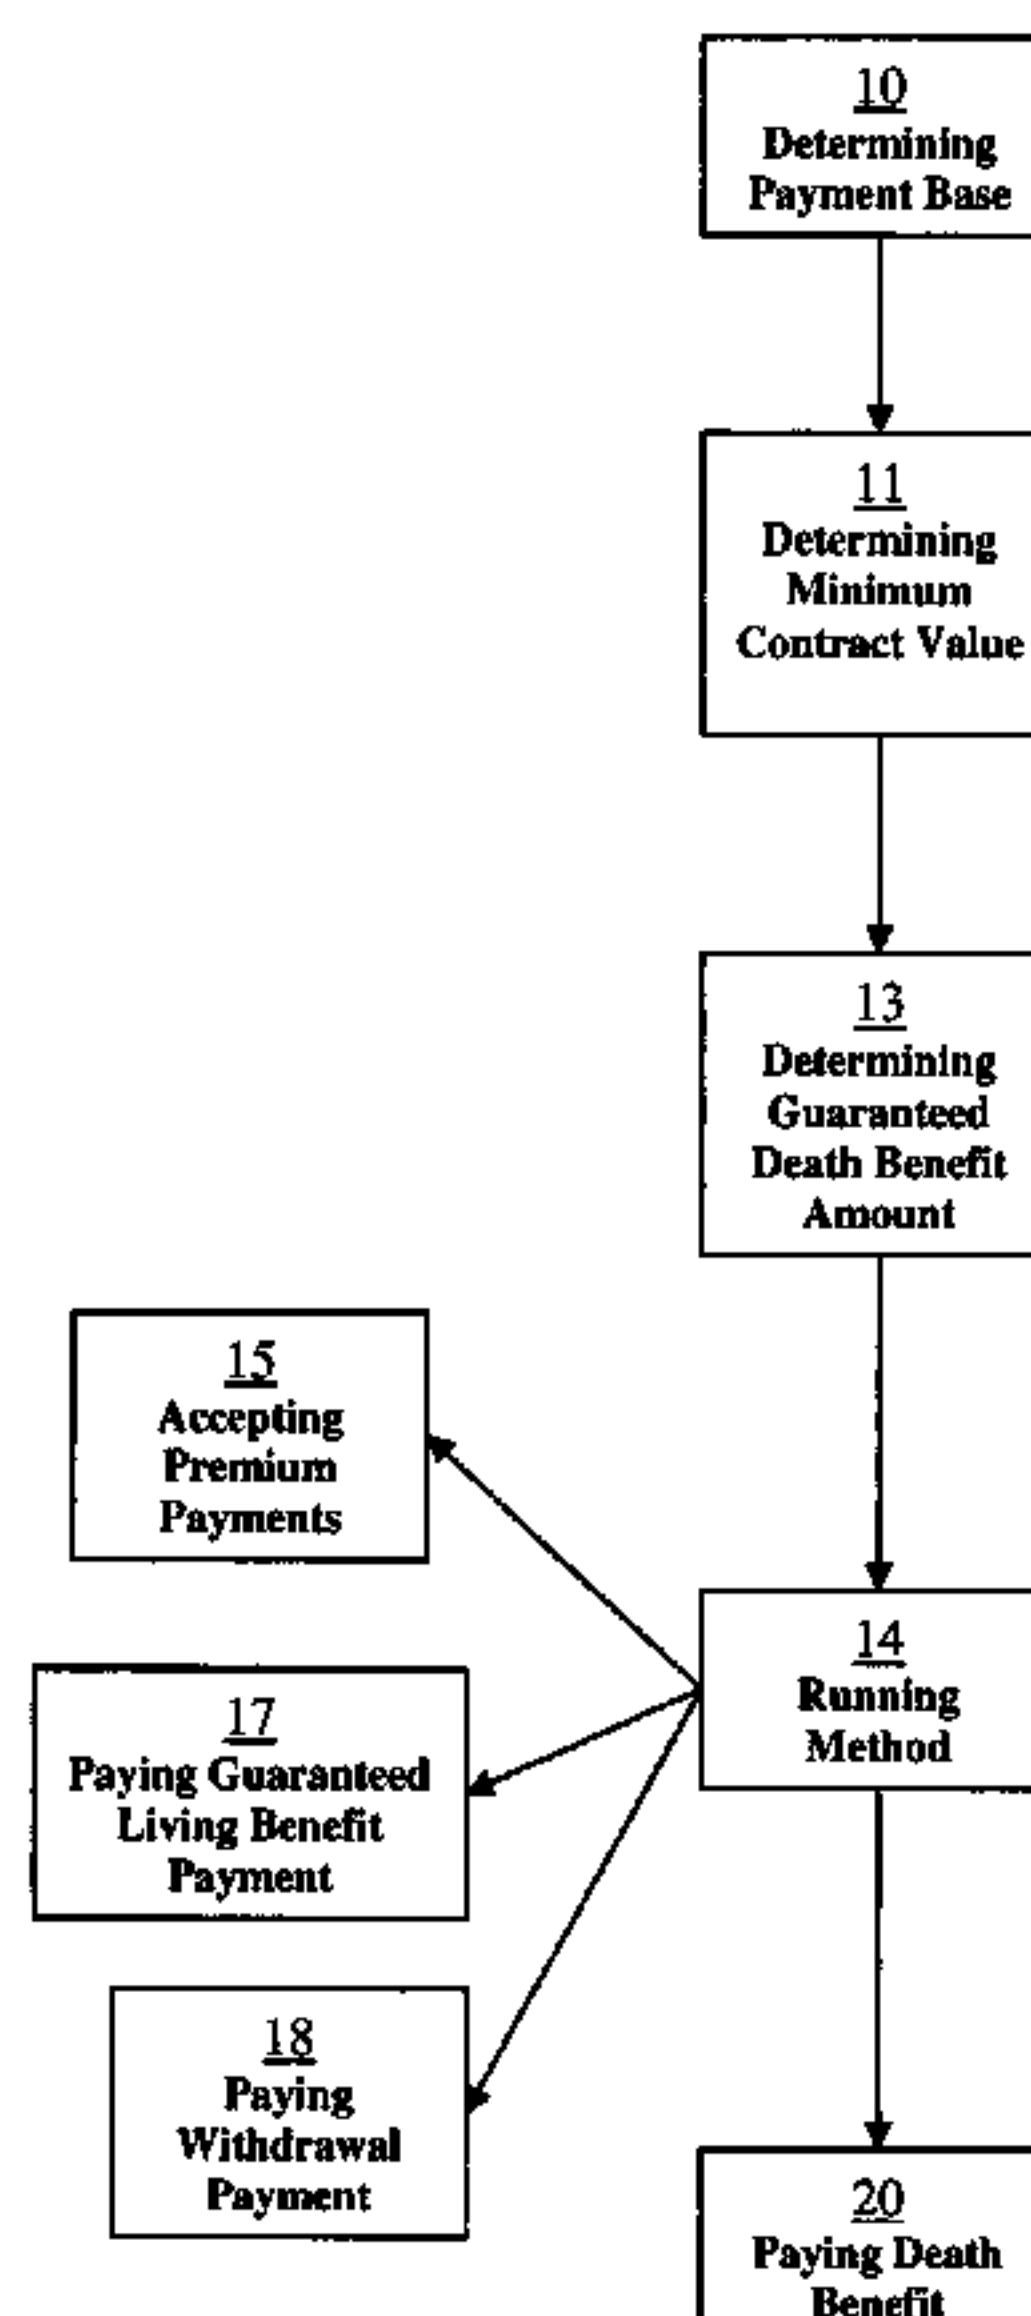 10
Determining
Payment Base
11
Determining
Minimum
Contract Value
13
Determining
Guaranteed
Death Benefit
Amount
15
Accepting
Premium
Payments
14
Running
Method
17
Paying Guaranteed
Living Benefit
Payment
18
Paying
Withdrawal
Payment
20
Paying Death
Benefit